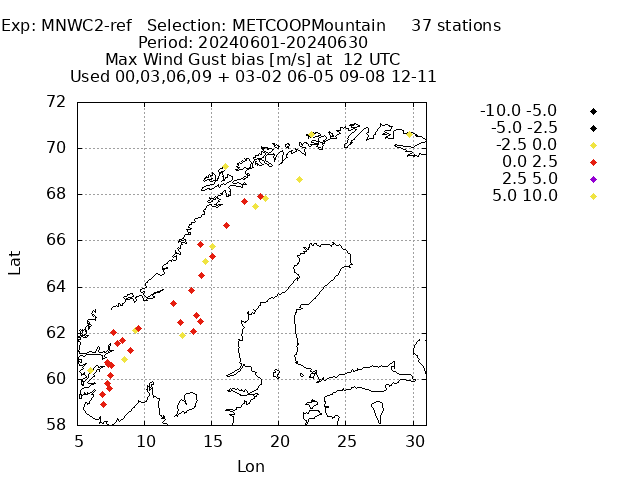 Exp: MNWC2-ref   Selection: METCOOPMountain     37 stations
Period: 20240601-20240630
Max Wind Gust bias [m/s] at  12 UTC
Used 00,03,06,09 + 03-02 06-05 09-08 12-11
-10.0 -5.0
-5.0 -2.5
-2.5 0.0
0.0 2.5
2.5 5.0
5.0 10.0
72
70
68
66
64
62
60
58
Lat
5 10 15 20 25 30
Lon